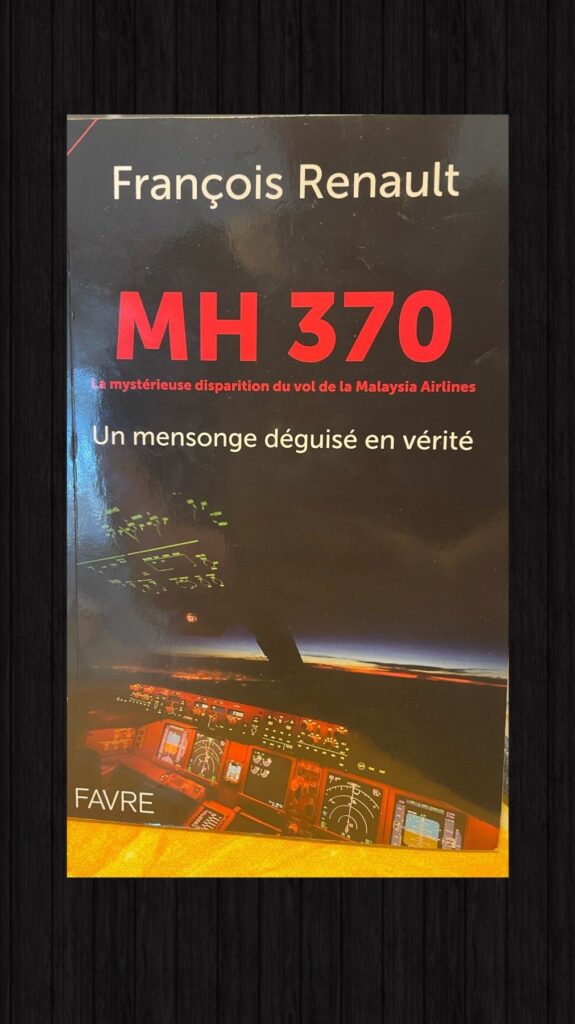 François Renault
MH 370
La mystérieuse disparition du vol de la Malaysia Airlines
Un mensonge déguisé en vérité
FAVRE